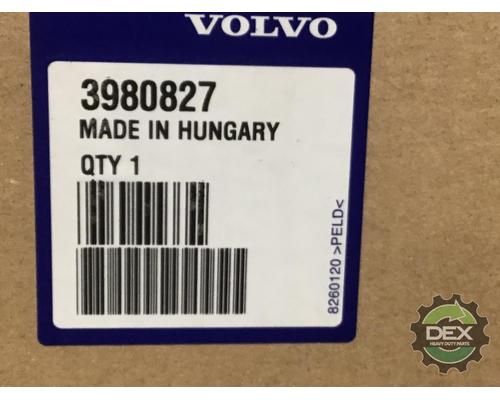 VOLVO
3980827
MADE IN HUNGARY
QTY 1
8260120 >PELD<
DEX
HEAVY DUTY PARTS